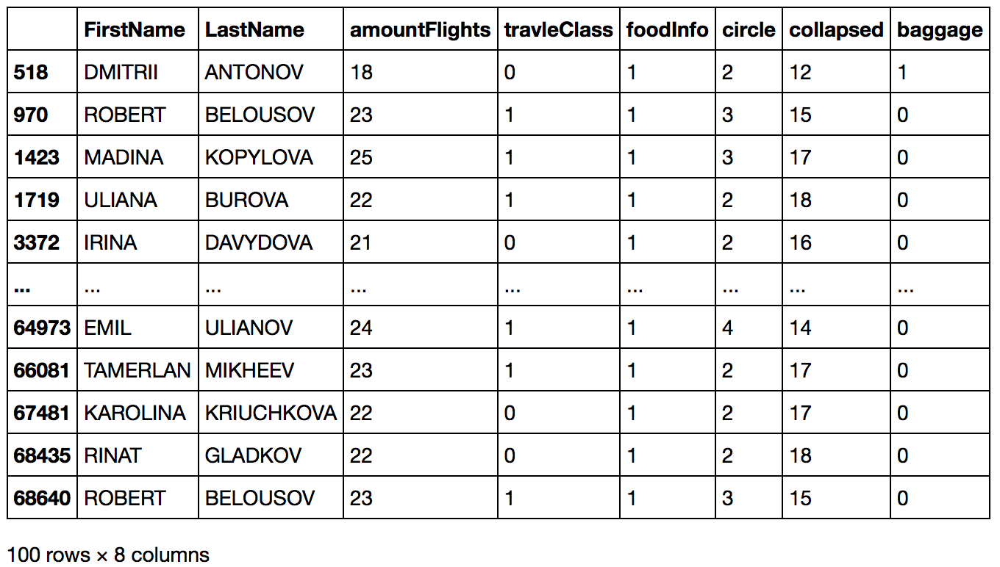 FirstName LastName amountFlights travleClass foodInfo circle collapsed baggage
518 DMITRII ANTONOV 18 0 1 2 12 1
970 ROBERT BELOUSOV 23 1 1 3 15 0
1423 MADINA KOPYLOVA 25 1 1 3 17 0
1719 ULIANA BUROVA 22 1 1 2 18 0
3372 IRINA DAVYDOVA 21 0 1 2 16 0
... ... ... ... ... ... ... ... ...
64973 EMIL ULIANOV 24 1 1 4 14 0
66081 TAMERLAN MIKHEEV 23 1 1 2 17 0
67481 KAROLINA KRIUCHKOVA 22 0 1 2 17 0
68435 RINAT GLADKOV 22 0 1 2 18 0
68640 ROBERT BELOUSOV 23 1 1 3 15 0
100 rows × 8 columns